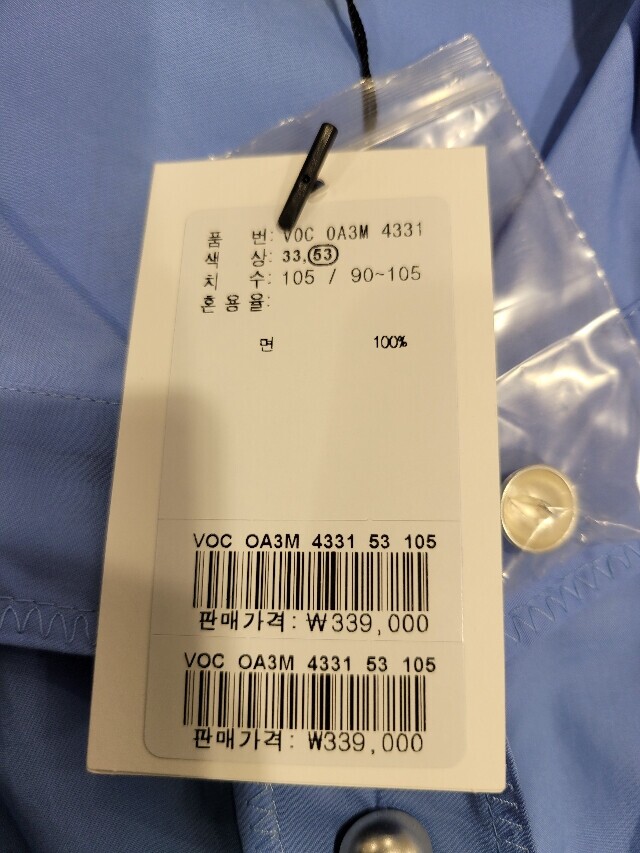 품 번: VOC OA3M 4331
색 상: 33,53
치 수: 105 / 90~105
혼 용 율:
면 100%
VOC OA3M 4331 53 105
판매가격: ₩339,000
VOC OA3M 4331 53 105
판매가격: ₩339,000